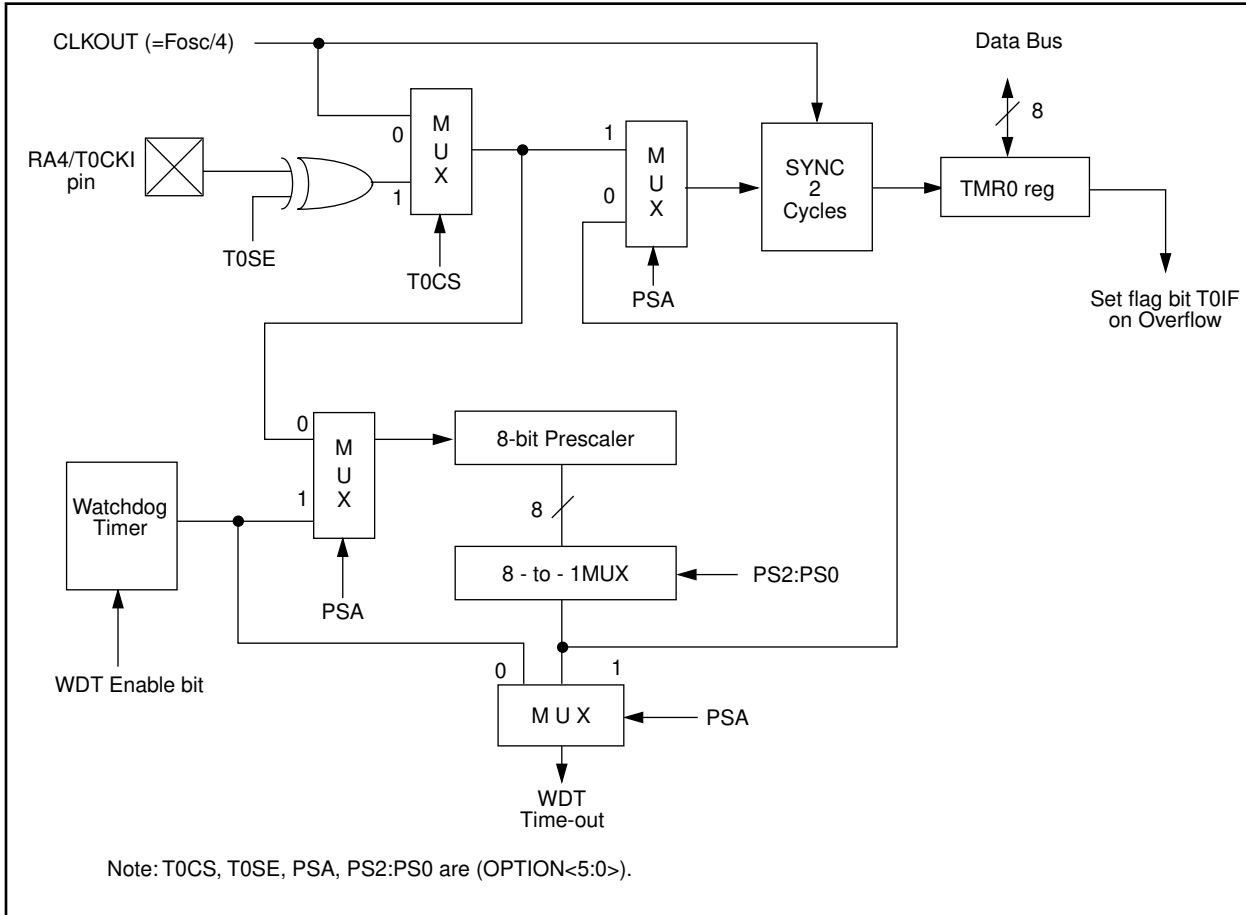 CLKOUT (=Fosc/4)
Data Bus
8
RA4/T0CKI
pin
0
1
M
U
X
T0SE
T0CS
1
0
M
U
X
PSA
SYNC
2
Cycles
TMR0 reg
Set flag bit T0IF
on Overflow
0
1
M
U
X
PSA
8-bit Prescaler
8
Watchdog
Timer
WDT Enable bit
8 - to - 1MUX
PS2:PS0
0
1
M U X
PSA
WDT
Time-out
Note: T0CS, T0SE, PSA, PS2:PS0 are (OPTION<5:0>).